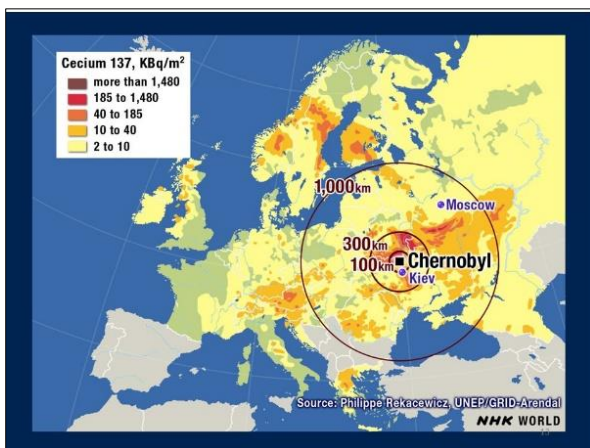 Cecium 137, KBq/m²
more than 1,480
185 to 1,480
40 to 185
10 to 40
2 to 10
1,000km
Moscow
300km
100km
Chernobyl
Kiev
Source: Philippe Rekacewicz, UNEP/GRID-Arendal
NHK WORLD